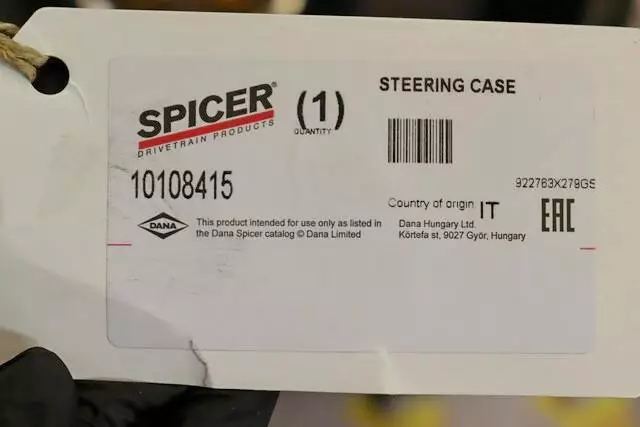 STEERING CASE
SPICER®
DRIVETRAIN PRODUCTS
(1)
QUANTITY
10108415
922763X279GS
Country of origin IT
EAC
DANA
This product intended for use only as listed in
the Dana Spicer catalog © Dana Limited
Dana Hungary Ltd.
Körtefa st, 9027 Győr, Hungary